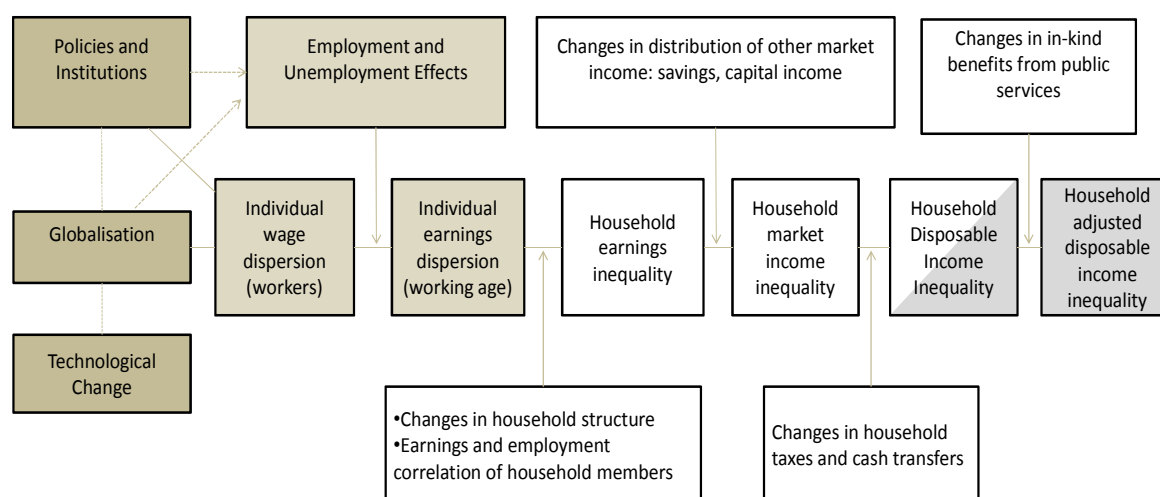 Policies and
Institutions
Employment and
Unemployment Effects
Changes in distribution of other market
income: savings, capital income
Changes in in-kind
benefits from public
services
Globalisation
Individual
wage
dispersion
(workers)
Individual
earnings
dispersion
(working age)
Household
earnings
inequality
Household
market
income
inequality
Household
Disposable
Income
Inequality
Household
adjusted
disposable
income
inequality
Technological
Change
•Changes in household structure
•Earnings and employment
correlation of household members
Changes in household
taxes and cash transfers